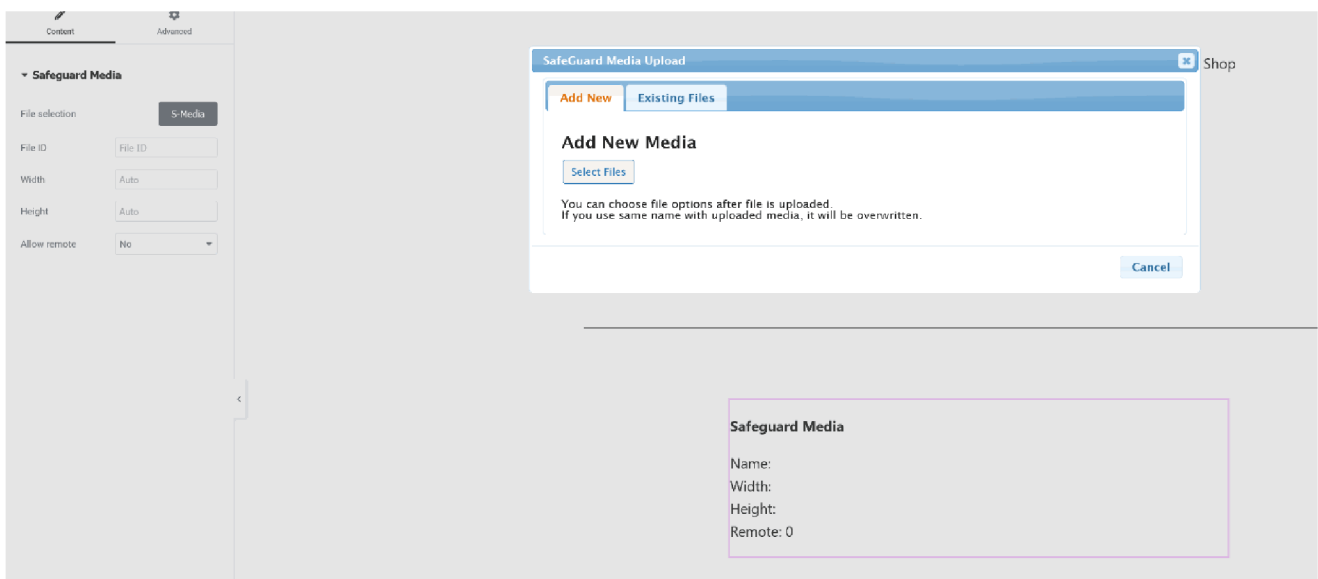 Content
Advanced
Safeguard Media
File selection
S-Media
File ID
File ID
Width
Auto
Height
Auto
Allow remote
No
SafeGuard Media Upload
Shop
Add New
Existing Files
Add New Media
Select Files
You can choose file options after file is uploaded.
If you use same name with uploaded media, it will be overwritten.
Cancel
Safeguard Media
Name:
Width:
Height:
Remote: 0